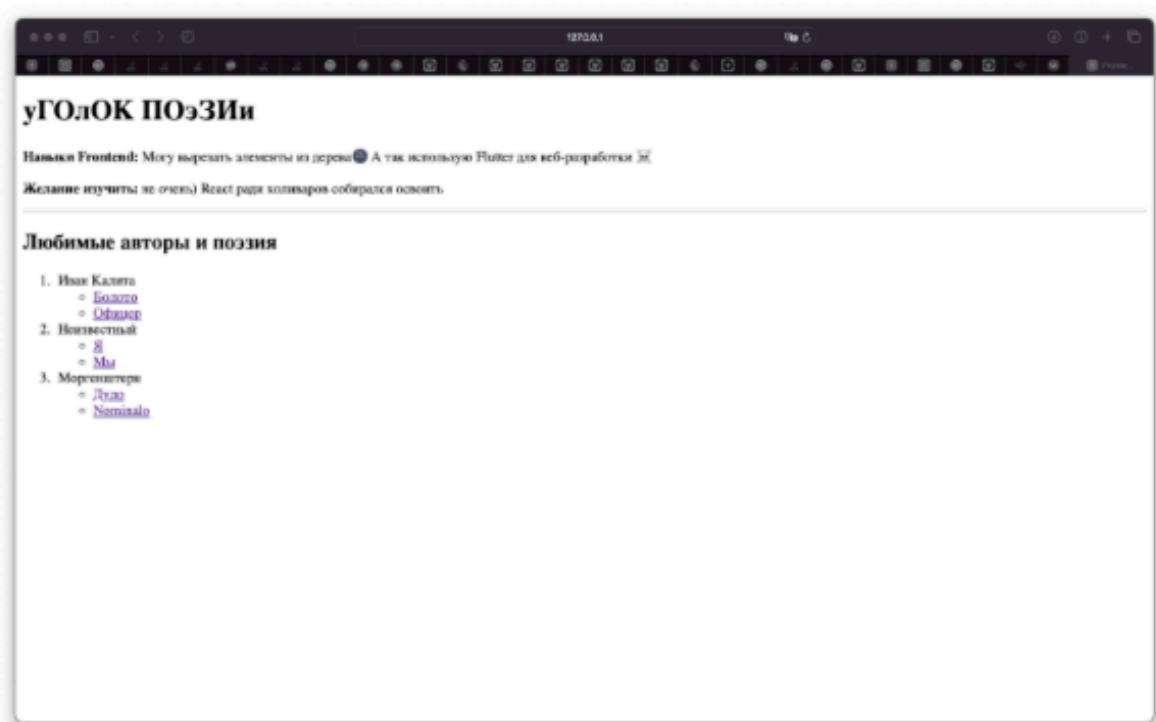 127.0.0.1
уГОлОК ПОэЗИи
Навыки Frontend: Могу вырезать элементы из дерева А так использую Flutter для веб-разработки
Желание изучить: не очень) React ради холиваров собирался освоить
Любимые авторы и поэзия
1. Иван Калита
Болото
Офицер
2. Неизвестный
Я
Мы
3. Моргенштерн
Дуло
Nominalo